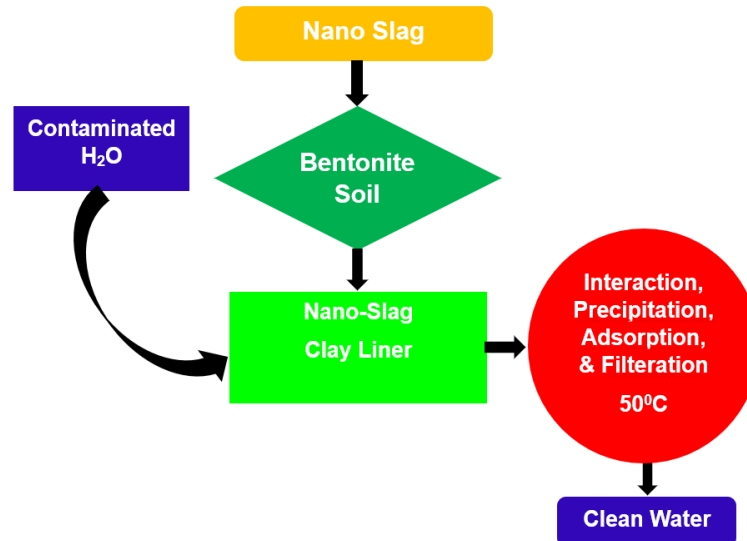 Nano Slag
Contaminated
H₂O
Bentonite
Soil
Nano-Slag
Clay Liner
Interaction,
Precipitation,
Adsorption,
& Filteration
50⁰C
Clean Water